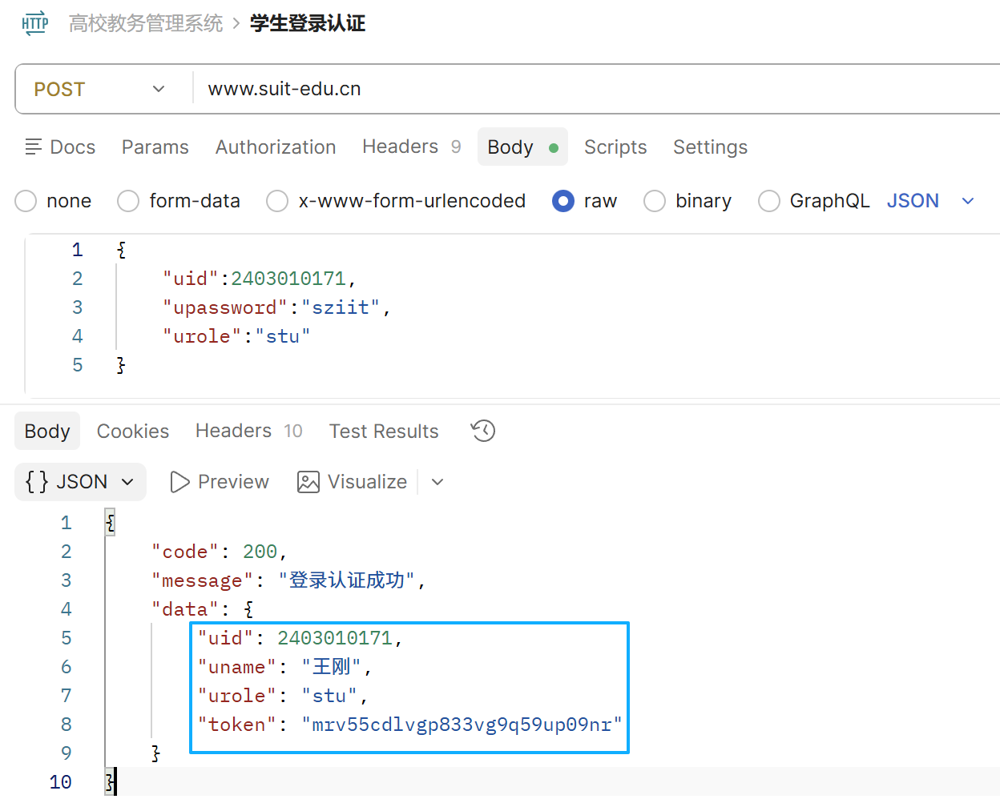 HTTP 高校教务管理系统 > 学生登录认证
POST www.suit-edu.cn
Docs Params Authorization Headers 9 Body Scripts Settings
none form-data x-www-form-urlencoded raw binary GraphQL JSON
1 {
2 "uid":2403010171,
3 "upassword":"sziit",
4 "urole":"stu"
5 }
Body Cookies Headers 10 Test Results
{} JSON Preview Visualize
1 {
2 "code": 200,
3 "message": "登录认证成功",
4 "data": {
5 "uid": 2403010171,
6 "uname": "王刚",
7 "urole": "stu",
8 "token": "mrv55cdlvgp833vg9q59up09nr"
9 }
10 }